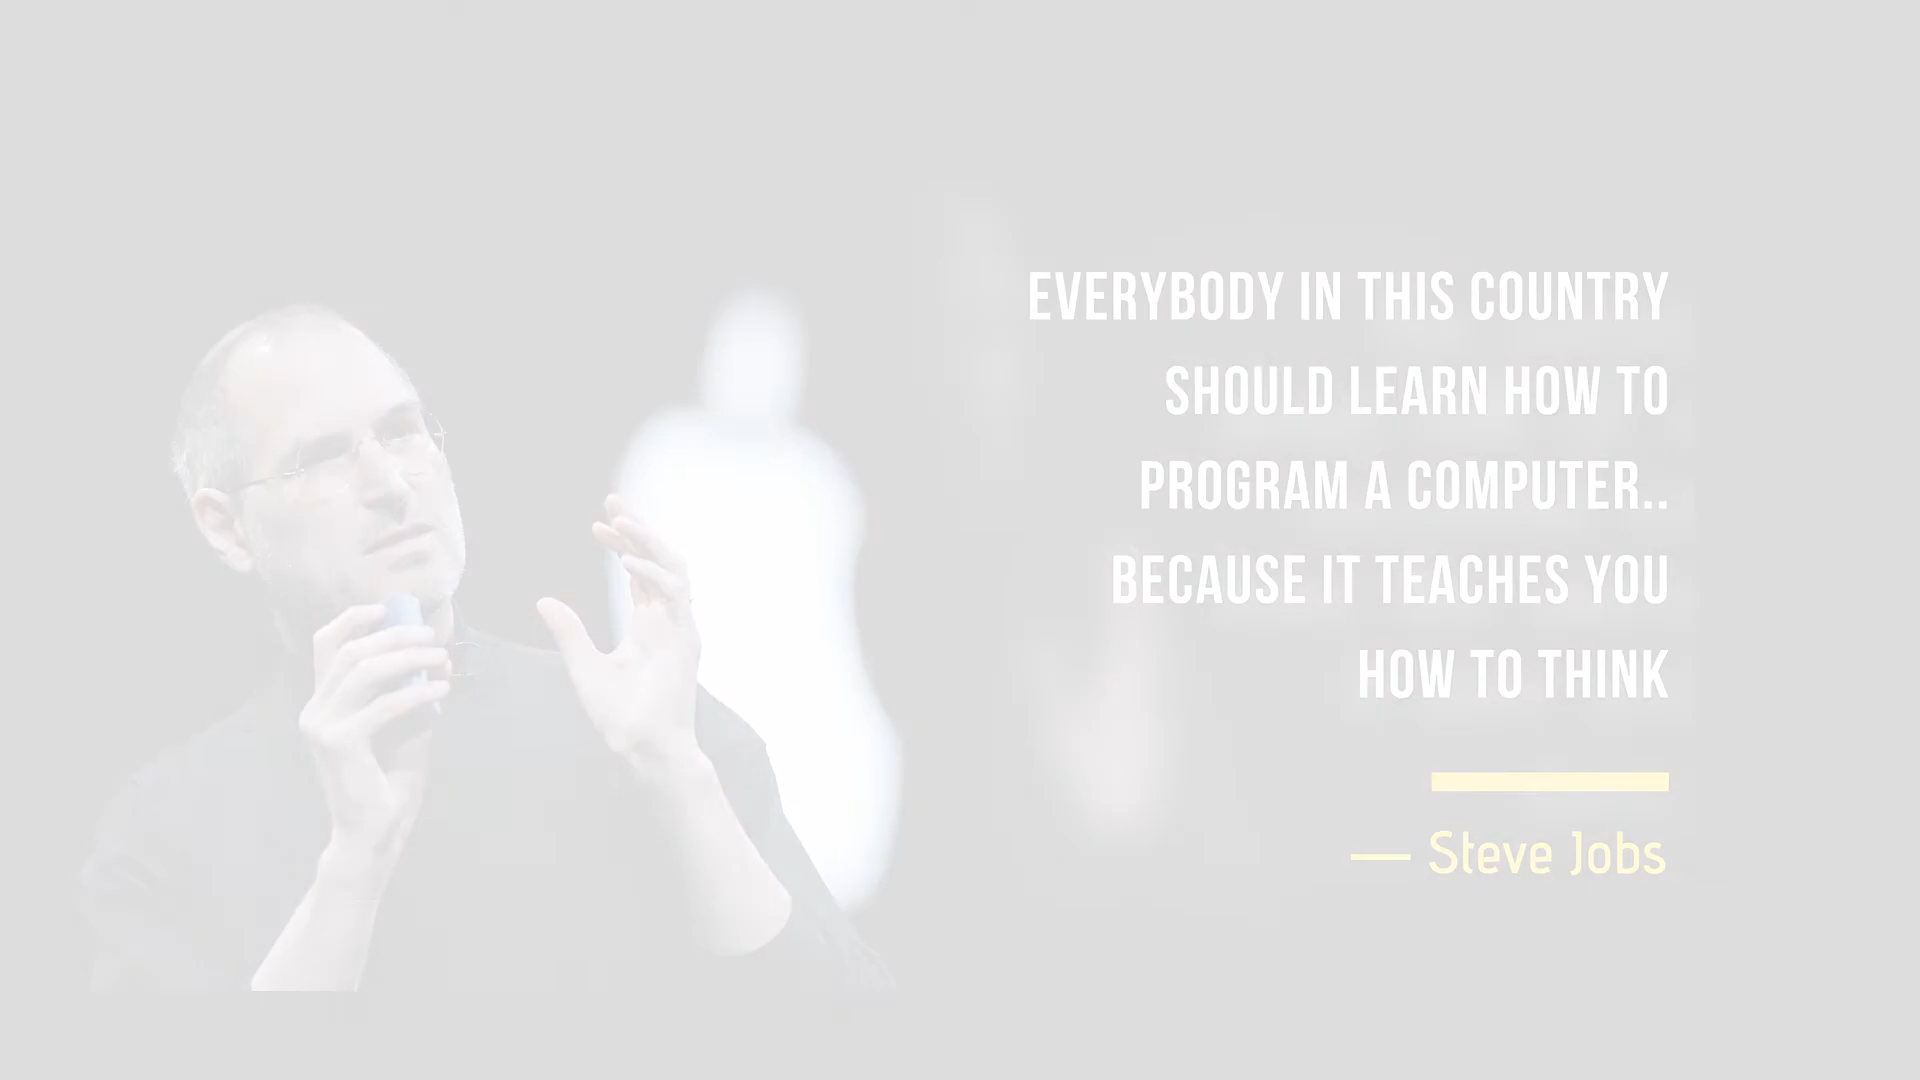 EVERYBODY IN THIS COUNTRY
SHOULD LEARN HOW TO
PROGRAM A COMPUTER..
BECAUSE IT TEACHES YOU
HOW TO THINK
— Steve Jobs